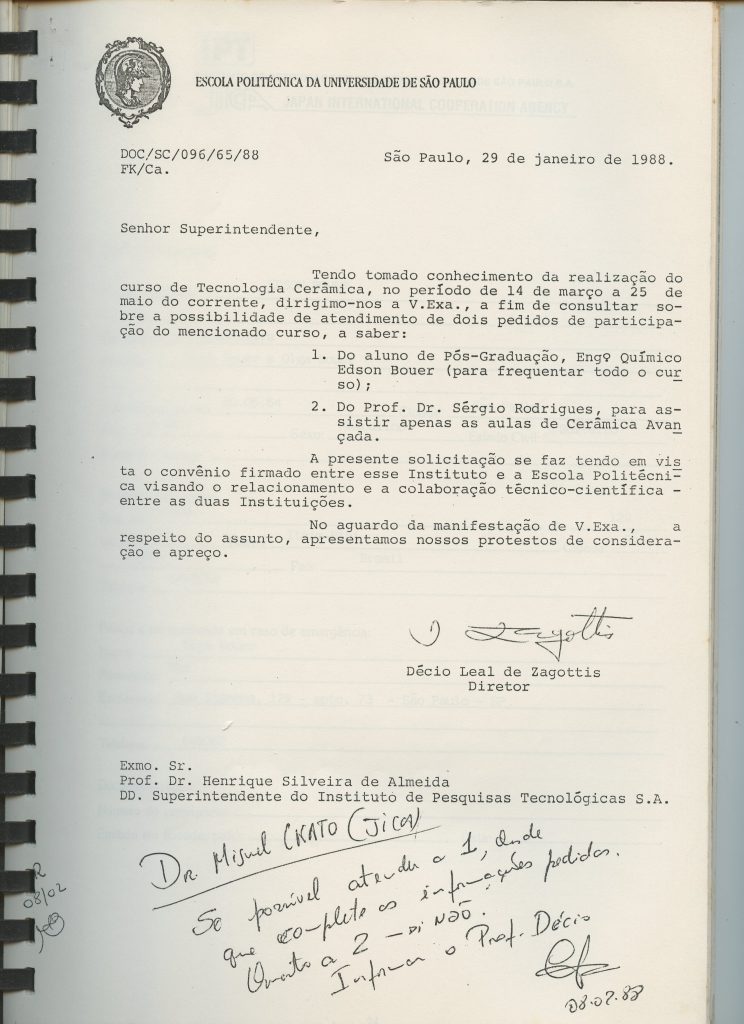 ESCOLA POLITÉCNICA DA UNIVERSIDADE DE SÃO PAULO
JAPAN INTERNATIONAL COOPERATION AGENCY
DOC/SC/096/65/88
São Paulo, 29 de janeiro de 1988.
FK/Ca.
Senhor Superintendente,
Tendo tomado conhecimento da realização do
curso de Tecnologia Cerâmica, no período de 14 de março a 25 de
maio do corrente, dirigimo-nos a V.Exa., a fim de consultar so-
bre a possibilidade de atendimento de dois pedidos de participa-
ção do mencionado curso, a saber:
1. Do aluno de Pós-Graduação, Engº Químico
Edson Bouer (para frequentar todo o cur
so);
2. Do Prof. Dr. Sérgio Rodrigues, para as-
sistir apenas as aulas de Cerâmica Avan
çada.
A presente solicitação se faz tendo em vis
ta o convênio firmado entre esse Instituto e a Escola Politécni-
ca visando o relacionamento e a colaboração técnico-científica -
entre as duas Instituições.
No aguardo da manifestação de V.Exa., a
respeito do assunto, apresentamos nossos protestos de considera-
ção e apreço.
D Zagottis
Décio Leal de Zagottis
Diretor
Exmo. Sr.
Prof. Dr. Henrique Silveira de Almeida
DD. Superintendente do Instituto de Pesquisas Tecnológicas S.A.
Dr. Miguel (KATO (JICA)
Se possível atenda a 1,
que complete as informações pedidas.
Quanto a 2 - NÃO.
Informar o Prof. Décio
08.02.88
08/02